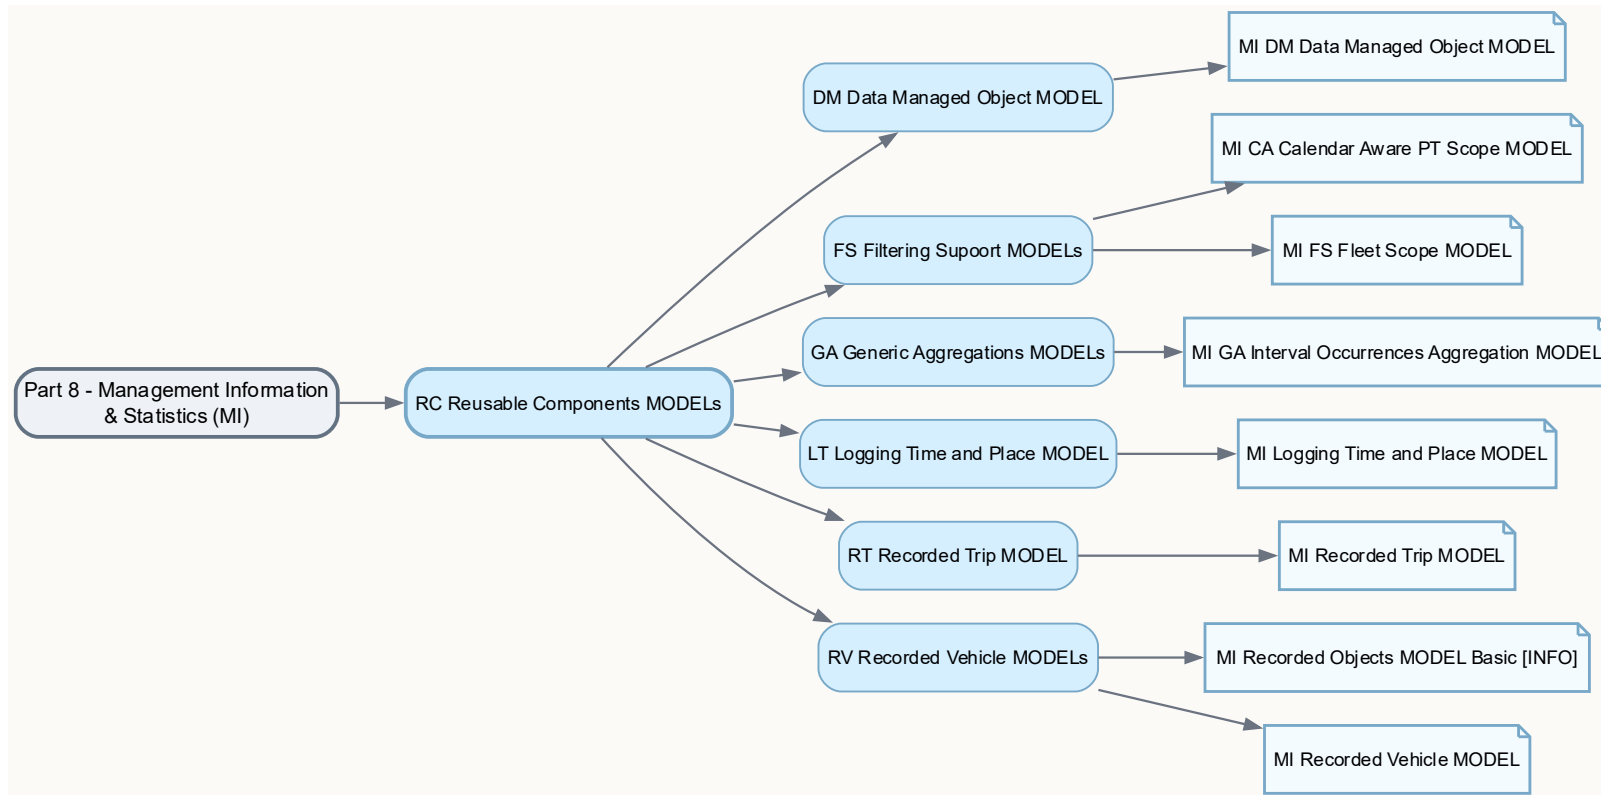 Part 8 - Management Information
& Statistics (MI)
RC Reusable Components MODELs
DM Data Managed Object MODEL
MI DM Data Managed Object MODEL
FS Filtering Supoort MODELs
MI CA Calendar Aware PT Scope MODEL
MI FS Fleet Scope MODEL
GA Generic Aggregations MODELs
MI GA Interval Occurrences Aggregation MODEL
LT Logging Time and Place MODEL
MI Logging Time and Place MODEL
RT Recorded Trip MODEL
MI Recorded Trip MODEL
RV Recorded Vehicle MODELs
MI Recorded Objects MODEL Basic [INFO]
MI Recorded Vehicle MODEL